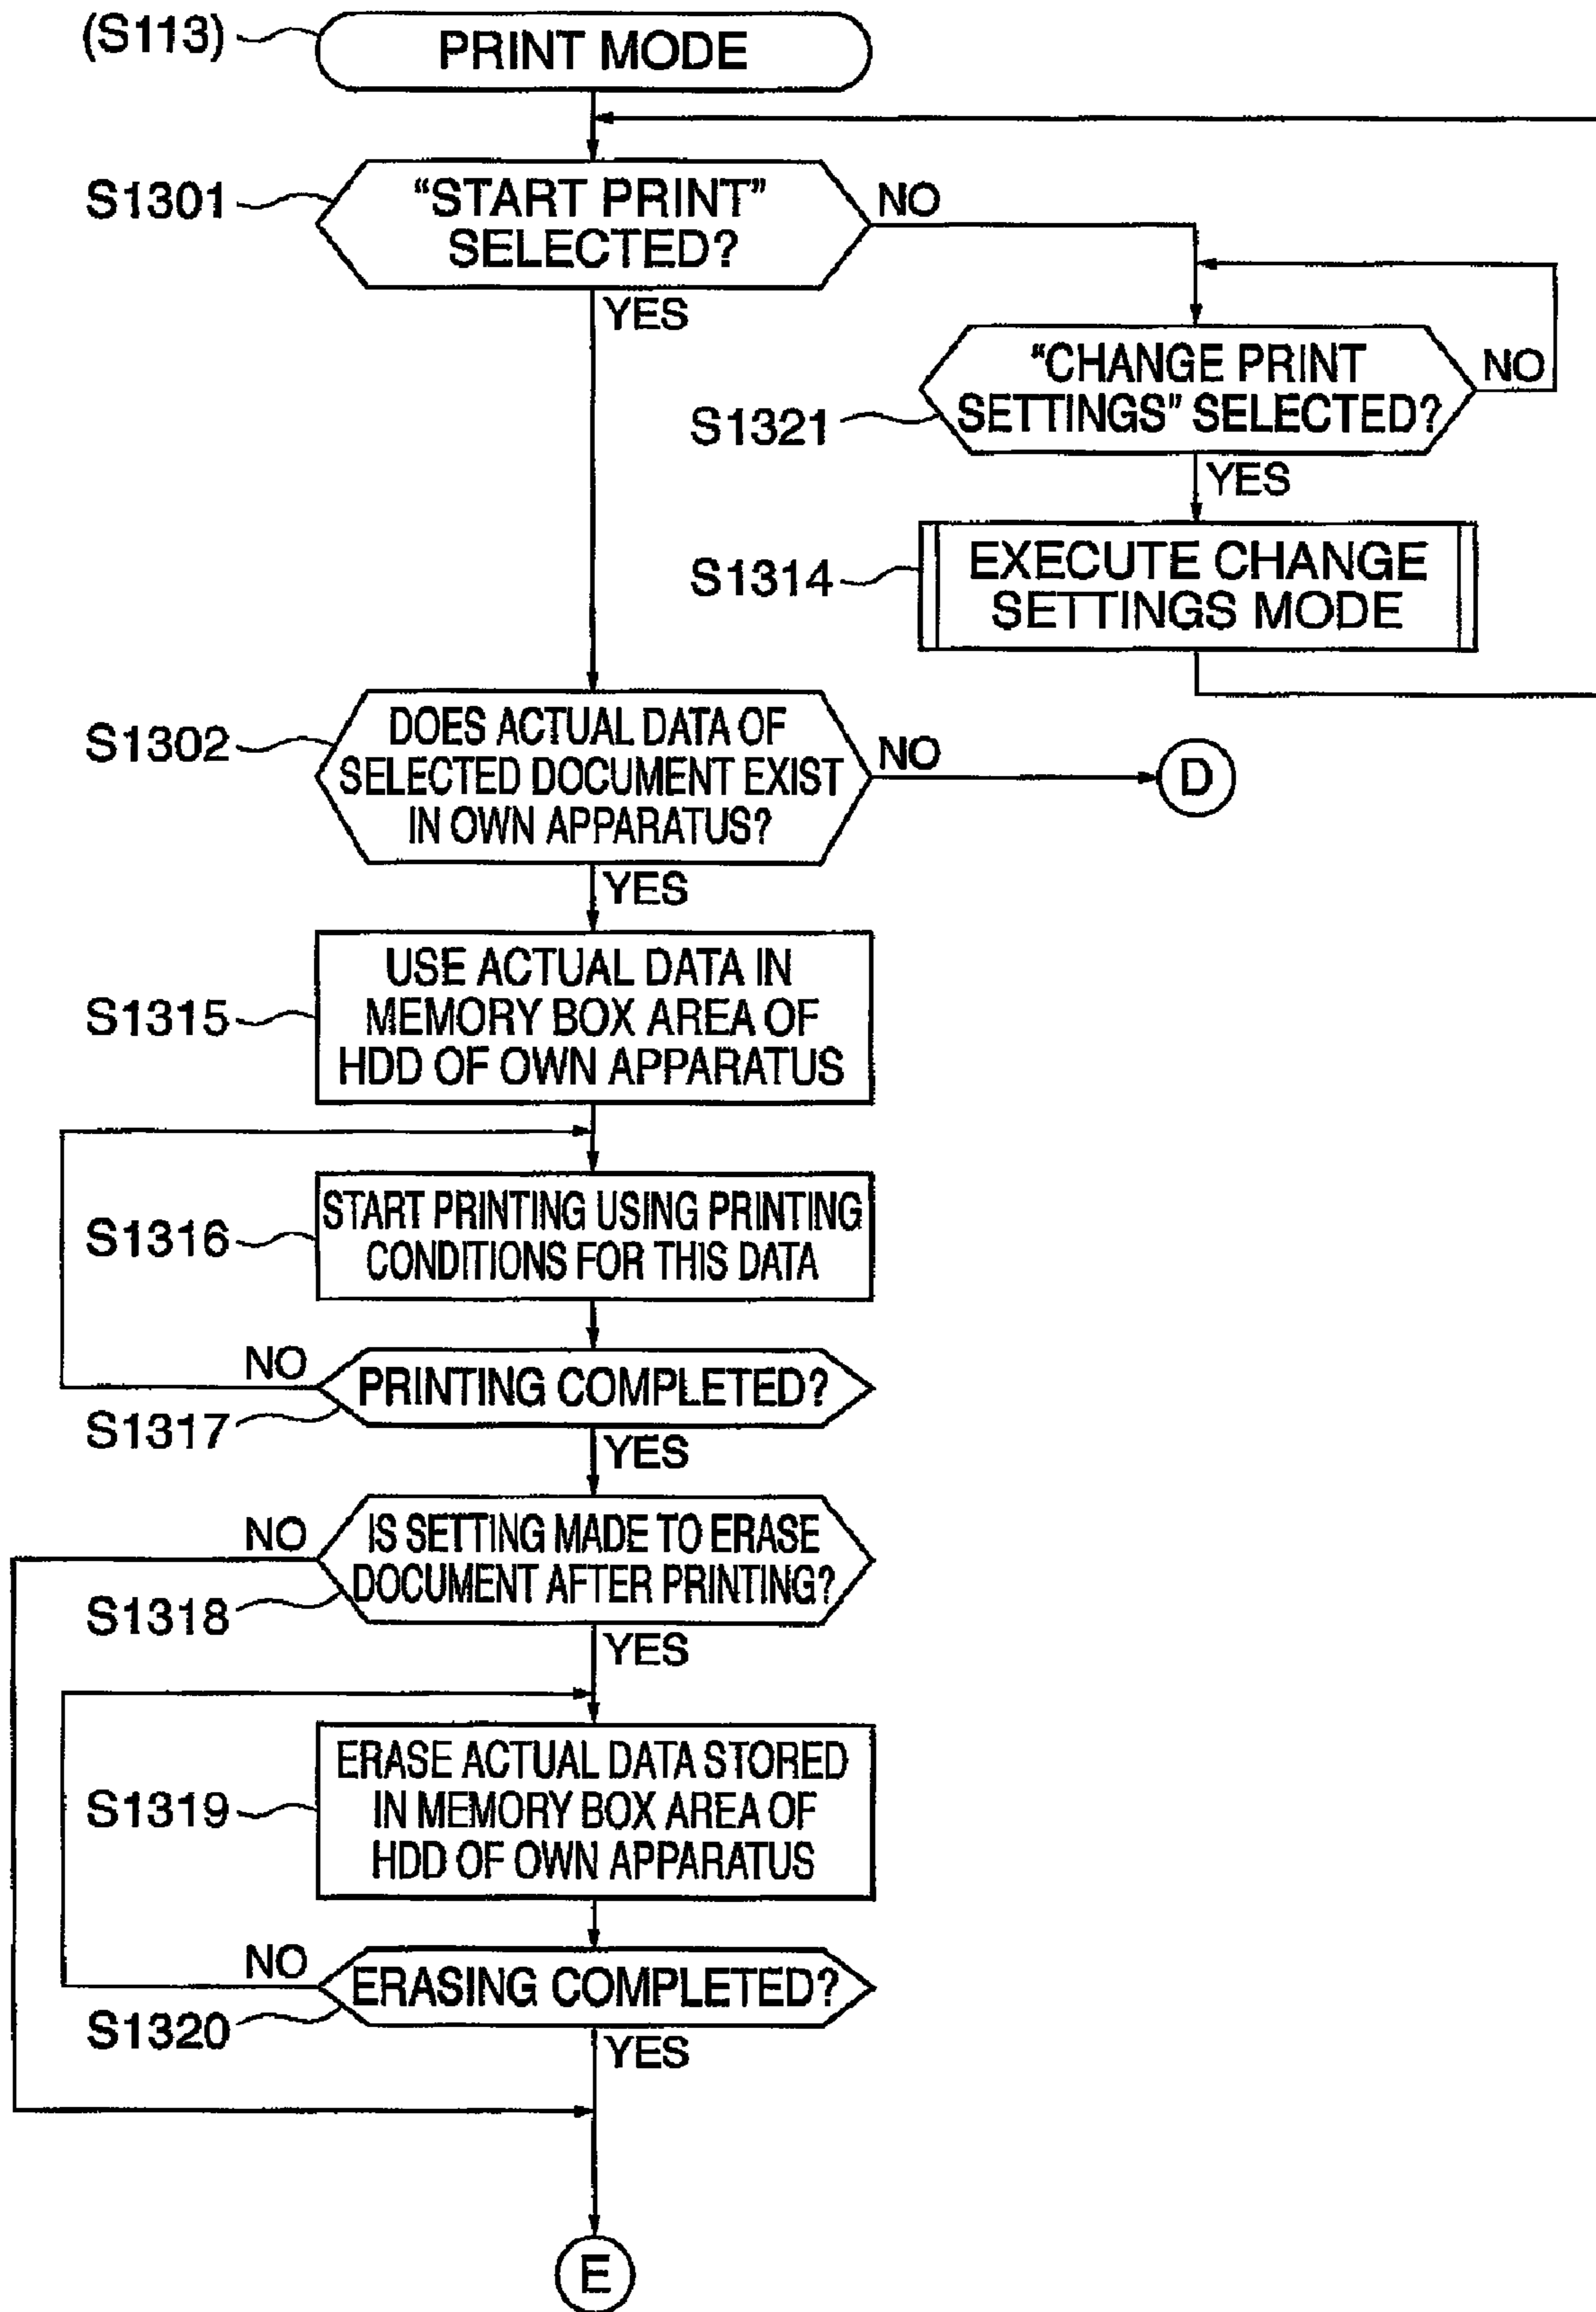 (S113)
PRINT MODE
S1301
“START PRINT”
SELECTED?
NO
YES
“CHANGE PRINT
SETTINGS” SELECTED?
NO
S1321
YES
S1314
EXECUTE CHANGE
SETTINGS MODE
S1302
DOES ACTUAL DATA OF
SELECTED DOCUMENT EXIST
IN OWN APPARATUS?
NO
D
YES
S1315
USE ACTUAL DATA IN
MEMORY BOX AREA OF
HDD OF OWN APPARATUS
S1316
START PRINTING USING PRINTING
CONDITIONS FOR THIS DATA
NO
PRINTING COMPLETED?
S1317
YES
NO
IS SETTING MADE TO ERASE
DOCUMENT AFTER PRINTING?
S1318
YES
S1319
ERASE ACTUAL DATA STORED
IN MEMORY BOX AREA OF
HDD OF OWN APPARATUS
NO
ERASING COMPLETED?
S1320
YES
E